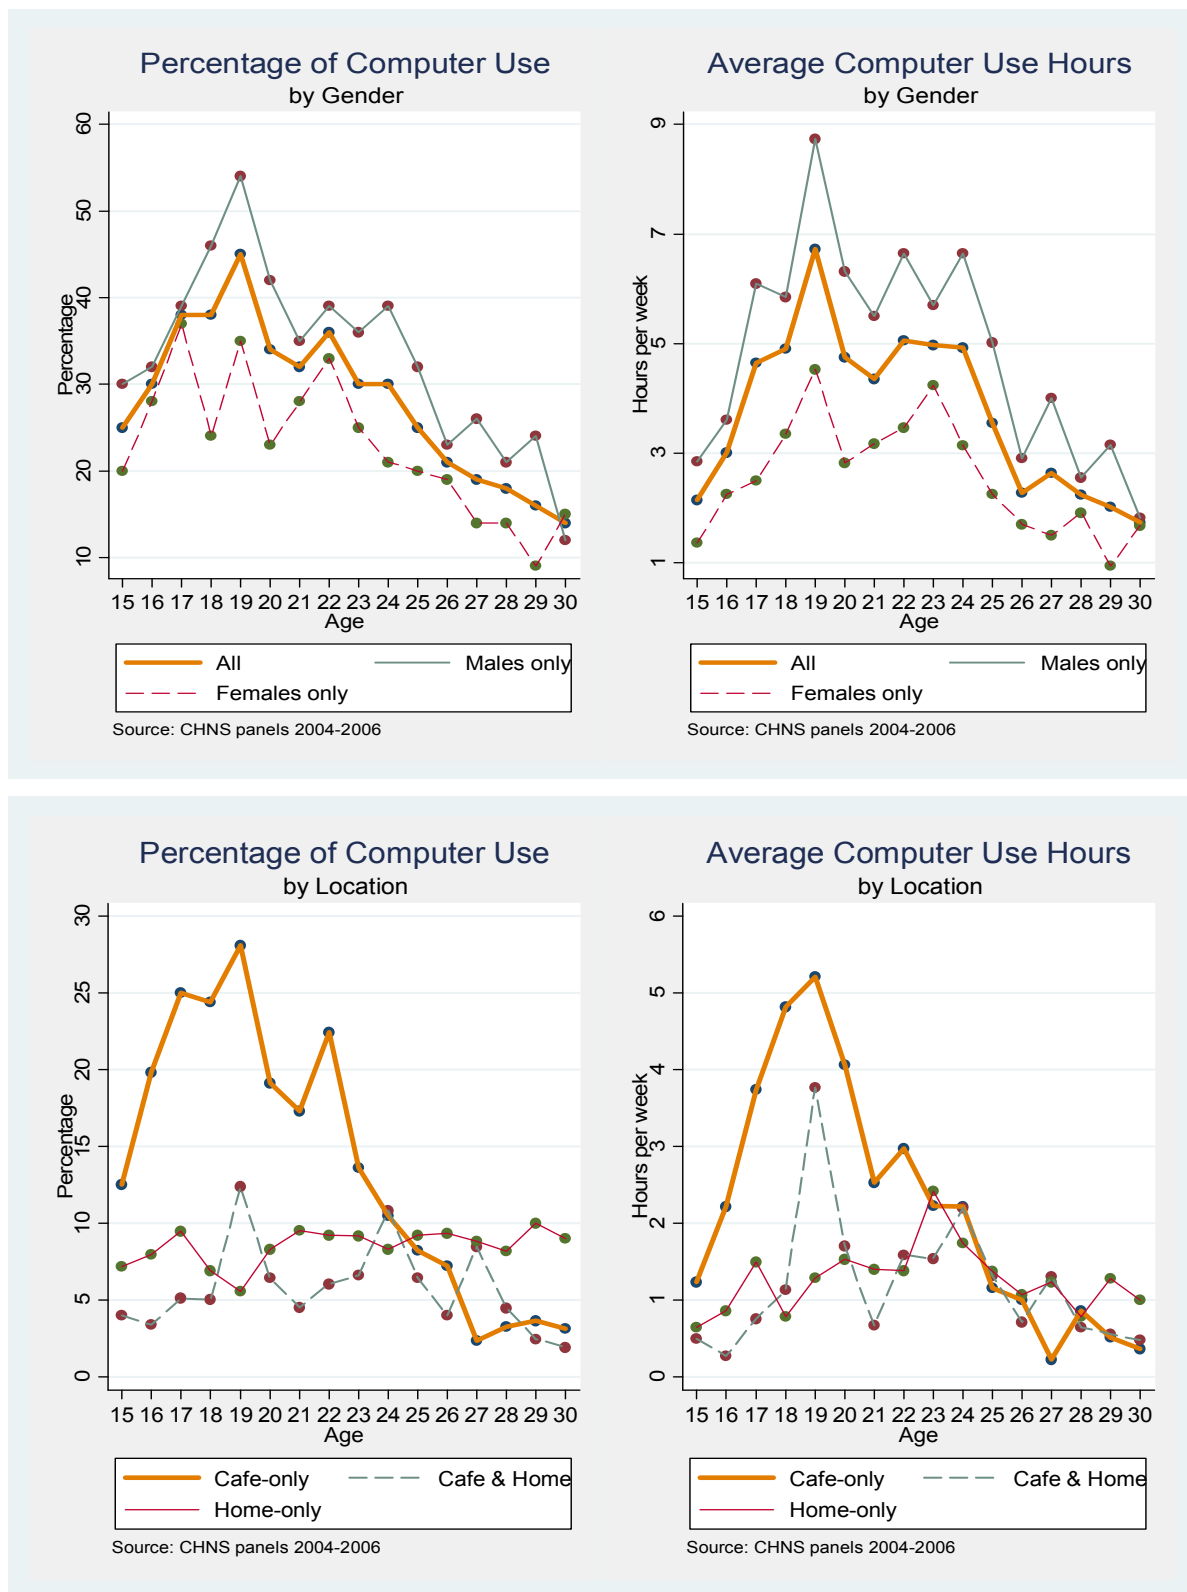 Percentage of Computer Use
by Gender
60
50
40
30
20
10
Percentage
15 16 17 18 19 20 21 22 23 24 25 26 27 28 29 30
Age
All Males only
Females only
Source: CHNS panels 2004-2006
Average Computer Use Hours
by Gender
9
7
5
3
1
Hours per week
15 16 17 18 19 20 21 22 23 24 25 26 27 28 29 30
Age
All Males only
Females only
Source: CHNS panels 2004-2006
Percentage of Computer Use
by Location
30
25
20
15
10
5
0
Percentage
15 16 17 18 19 20 21 22 23 24 25 26 27 28 29 30
Age
Cafe-only Cafe & Home
Home-only
Source: CHNS panels 2004-2006
Average Computer Use Hours
by Location
6
5
4
3
2
1
0
Hours per week
15 16 17 18 19 20 21 22 23 24 25 26 27 28 29 30
Age
Cafe-only Cafe & Home
Home-only
Source: CHNS panels 2004-2006